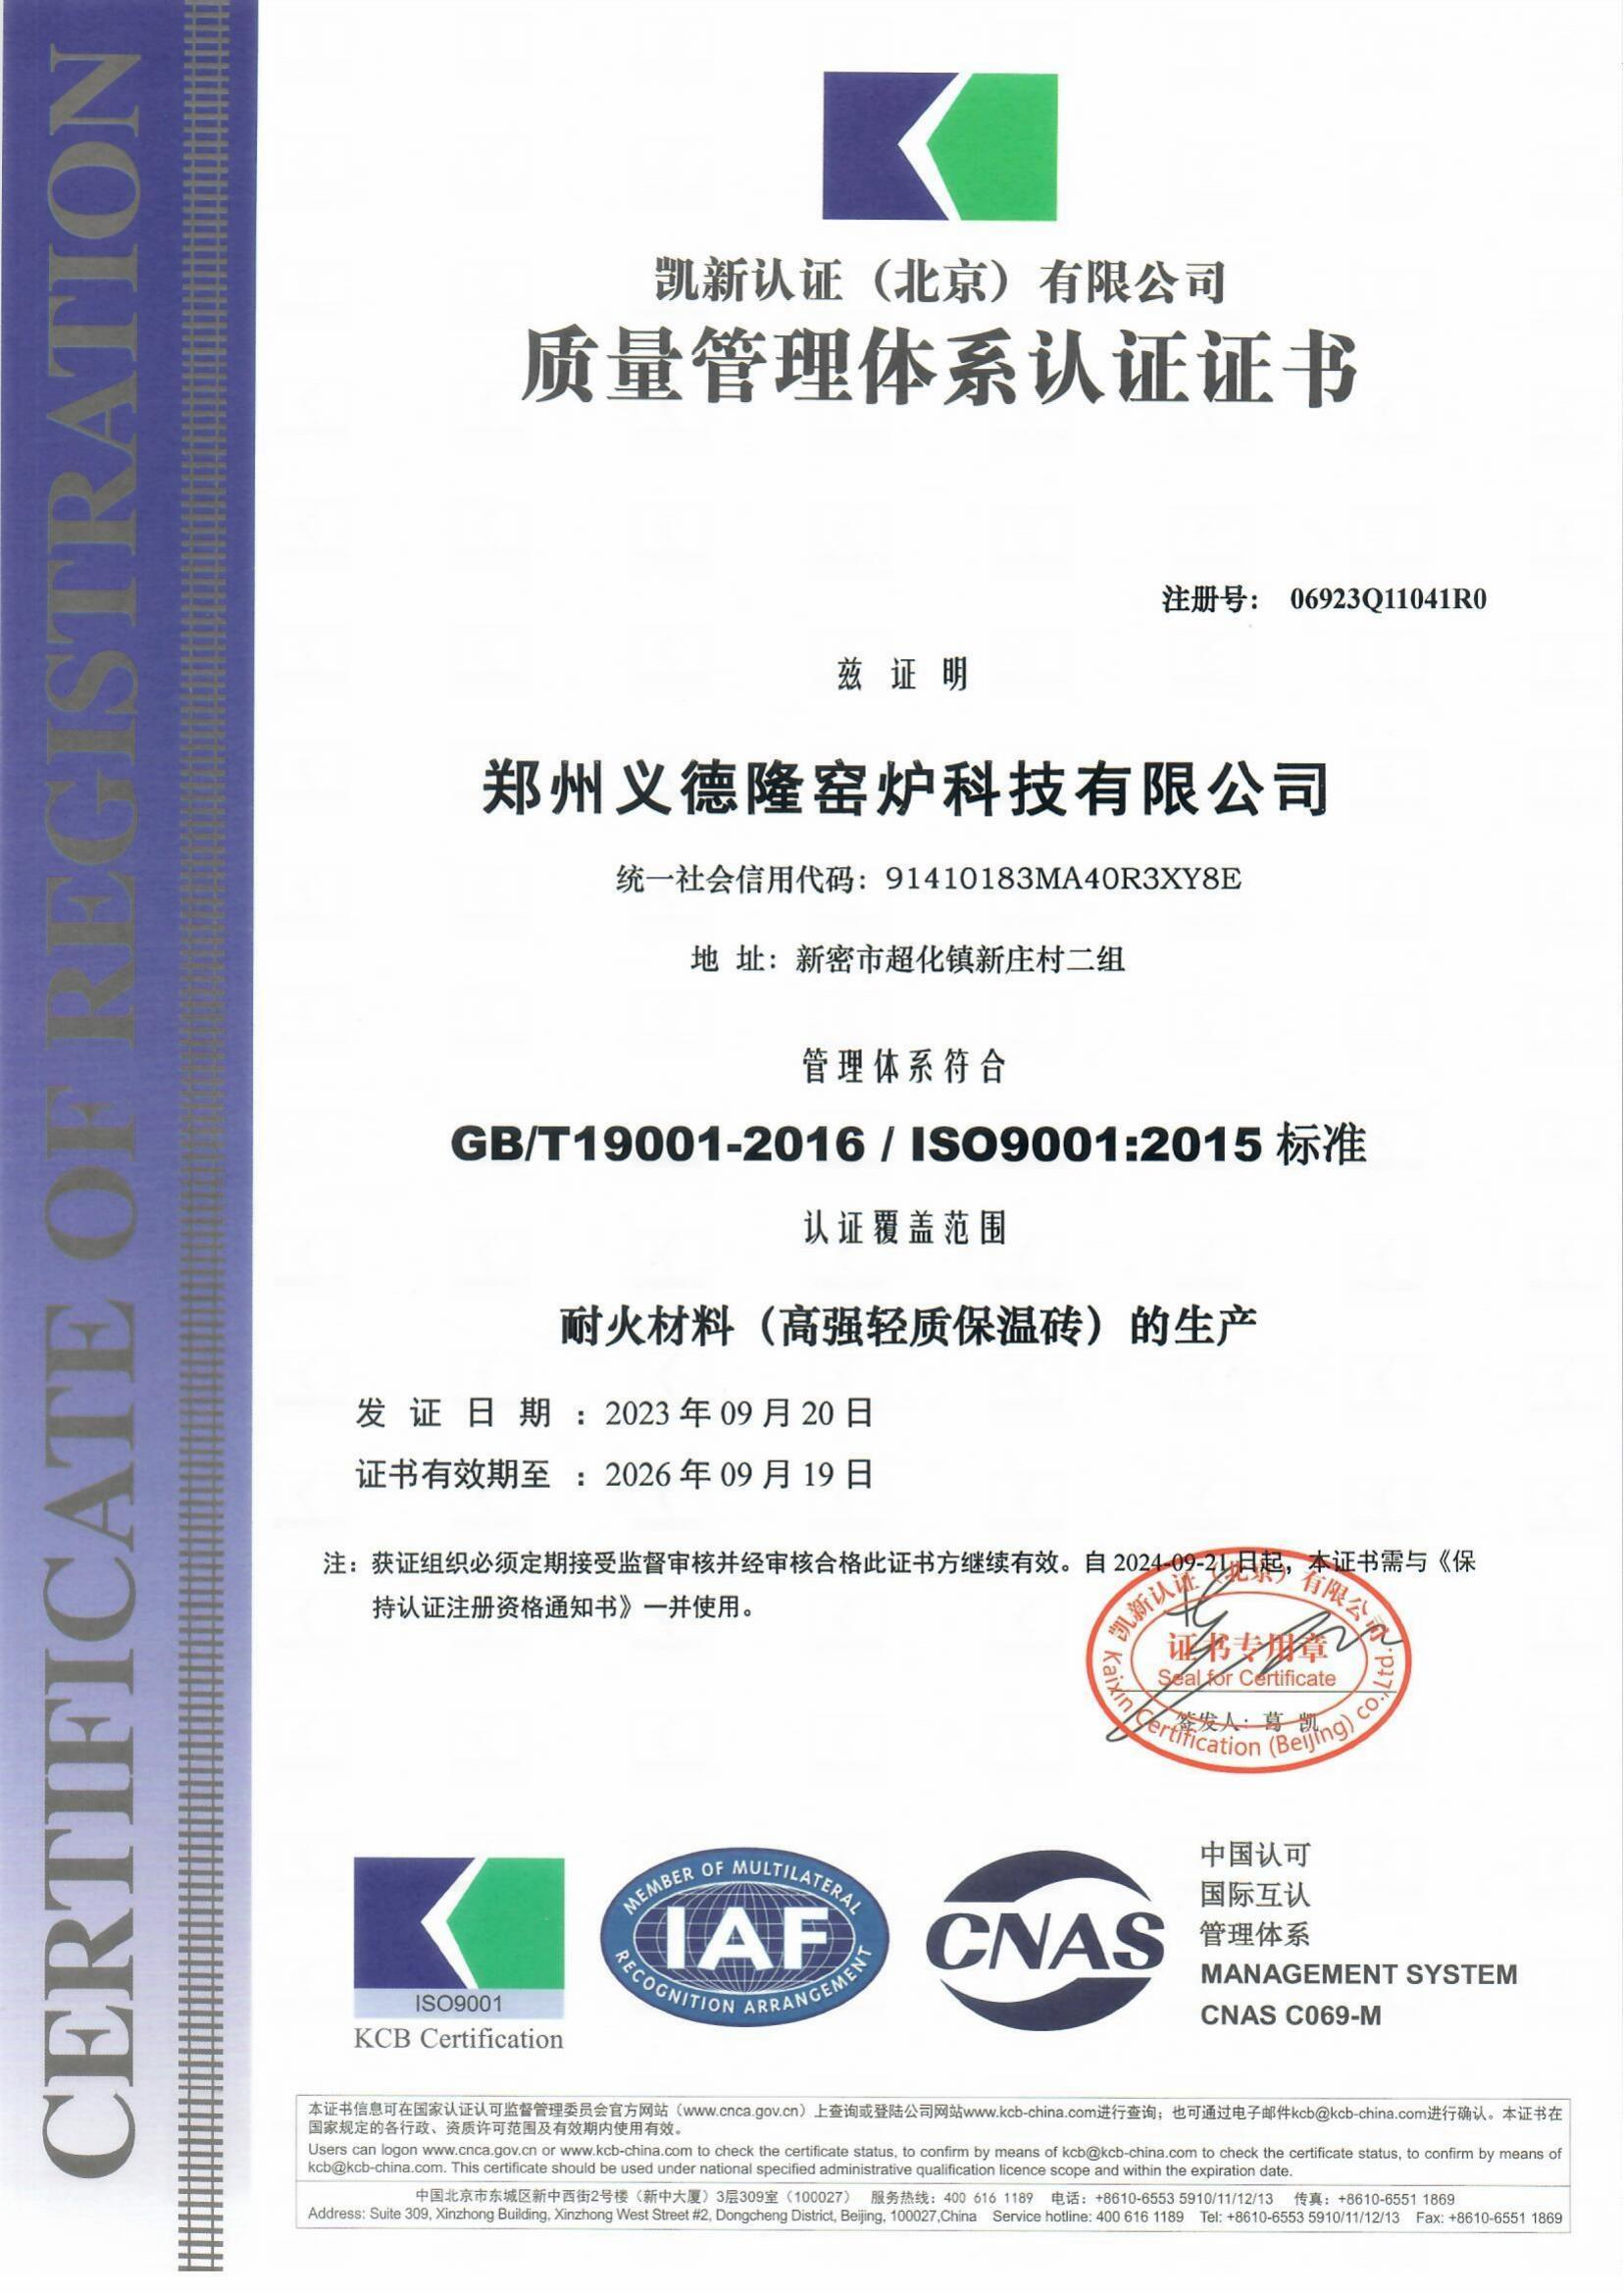 CERTIFICATE OF REGISTRATION
凯新认证（北京）有限公司
质量管理体系认证证书
注册号： 06923Q11041R0
兹 证 明
郑州义德隆窑炉科技有限公司
统一社会信用代码：91410183MA40R3XY8E
地 址：新密市超化镇新庄村二组
管理体系符合
GB/T19001-2016 / ISO9001:2015 标准
认证覆盖范围
耐火材料（高强轻质保温砖）的生产
发 证 日 期 ：2023 年 09 月 20 日
证书有效期至 ：2026 年 09 月 19 日
注：获证组织必须定期接受监督审核并经审核合格此证书方继续有效。自 2024-09-21 日起，本证书需与《保
持认证注册资格通知书》一并使用。
凯新认证（北京）有限公司
证书专用章
Seal for Certificate
签发人：葛 凯
Kaixin Certification (Beijing) co.,Ltd.
ISO9001
KCB Certification
MEMBER OF MULTILATERAL
IAF
RECOGNITION ARRANGEMENT
CNAS
中国认可
国际互认
管理体系
MANAGEMENT SYSTEM
CNAS C069-M
本证书信息可在国家认证认可监督管理委员会官方网站（www.cnca.gov.cn）上查询或登陆公司网站www.kcb-china.com进行查询；也可通过电子邮件kcb@kcb-china.com进行确认。本证书在
国家规定的各行政、资质许可范围及有效期内使用有效。
Users can logon www.cnca.gov.cn or www.kcb-china.com to check the certificate status, to confirm by means of kcb@kcb-china.com to check the certificate status, to confirm by means of
kcb@kcb-china.com. This certificate should be used under national specified administrative qualification licence scope and within the expiration date.
中国北京市东城区新中西街2号楼（新中大厦）3层309室（100027） 服务热线：400 616 1189 电话：+8610-6553 5910/11/12/13 传真：+8610-6551 1869
Address: Suite 309, Xinzhong Building, Xinzhong West Street #2, Dongcheng District, Beijing, 100027,China Service hotline: 400 616 1189 Tel: +8610-6553 5910/11/12/13 Fax: +8610-6551 1869